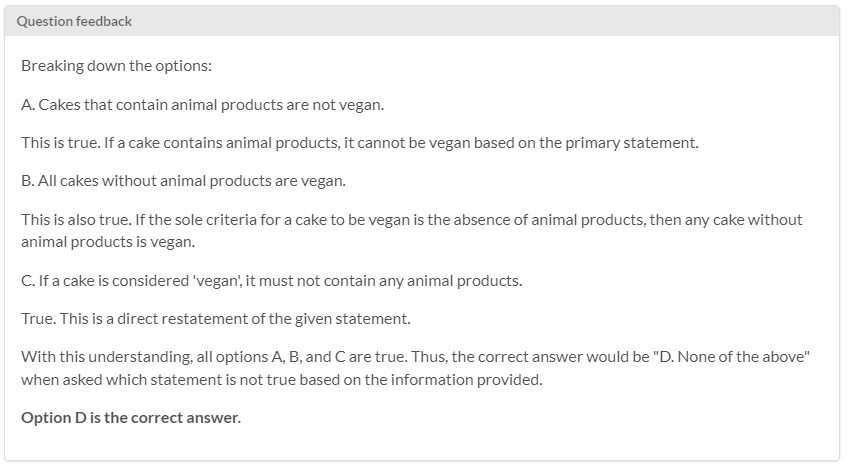 Question feedback
Breaking down the options:
A. Cakes that contain animal products are not vegan.
This is true. If a cake contains animal products, it cannot be vegan based on the primary statement.
B. All cakes without animal products are vegan.
This is also true. If the sole criteria for a cake to be vegan is the absence of animal products, then any cake without
animal products is vegan.
C. If a cake is considered 'vegan', it must not contain any animal products.
True. This is a direct restatement of the given statement.
With this understanding, all options A, B, and C are true. Thus, the correct answer would be "D. None of the above"
when asked which statement is not true based on the information provided.
Option D is the correct answer.